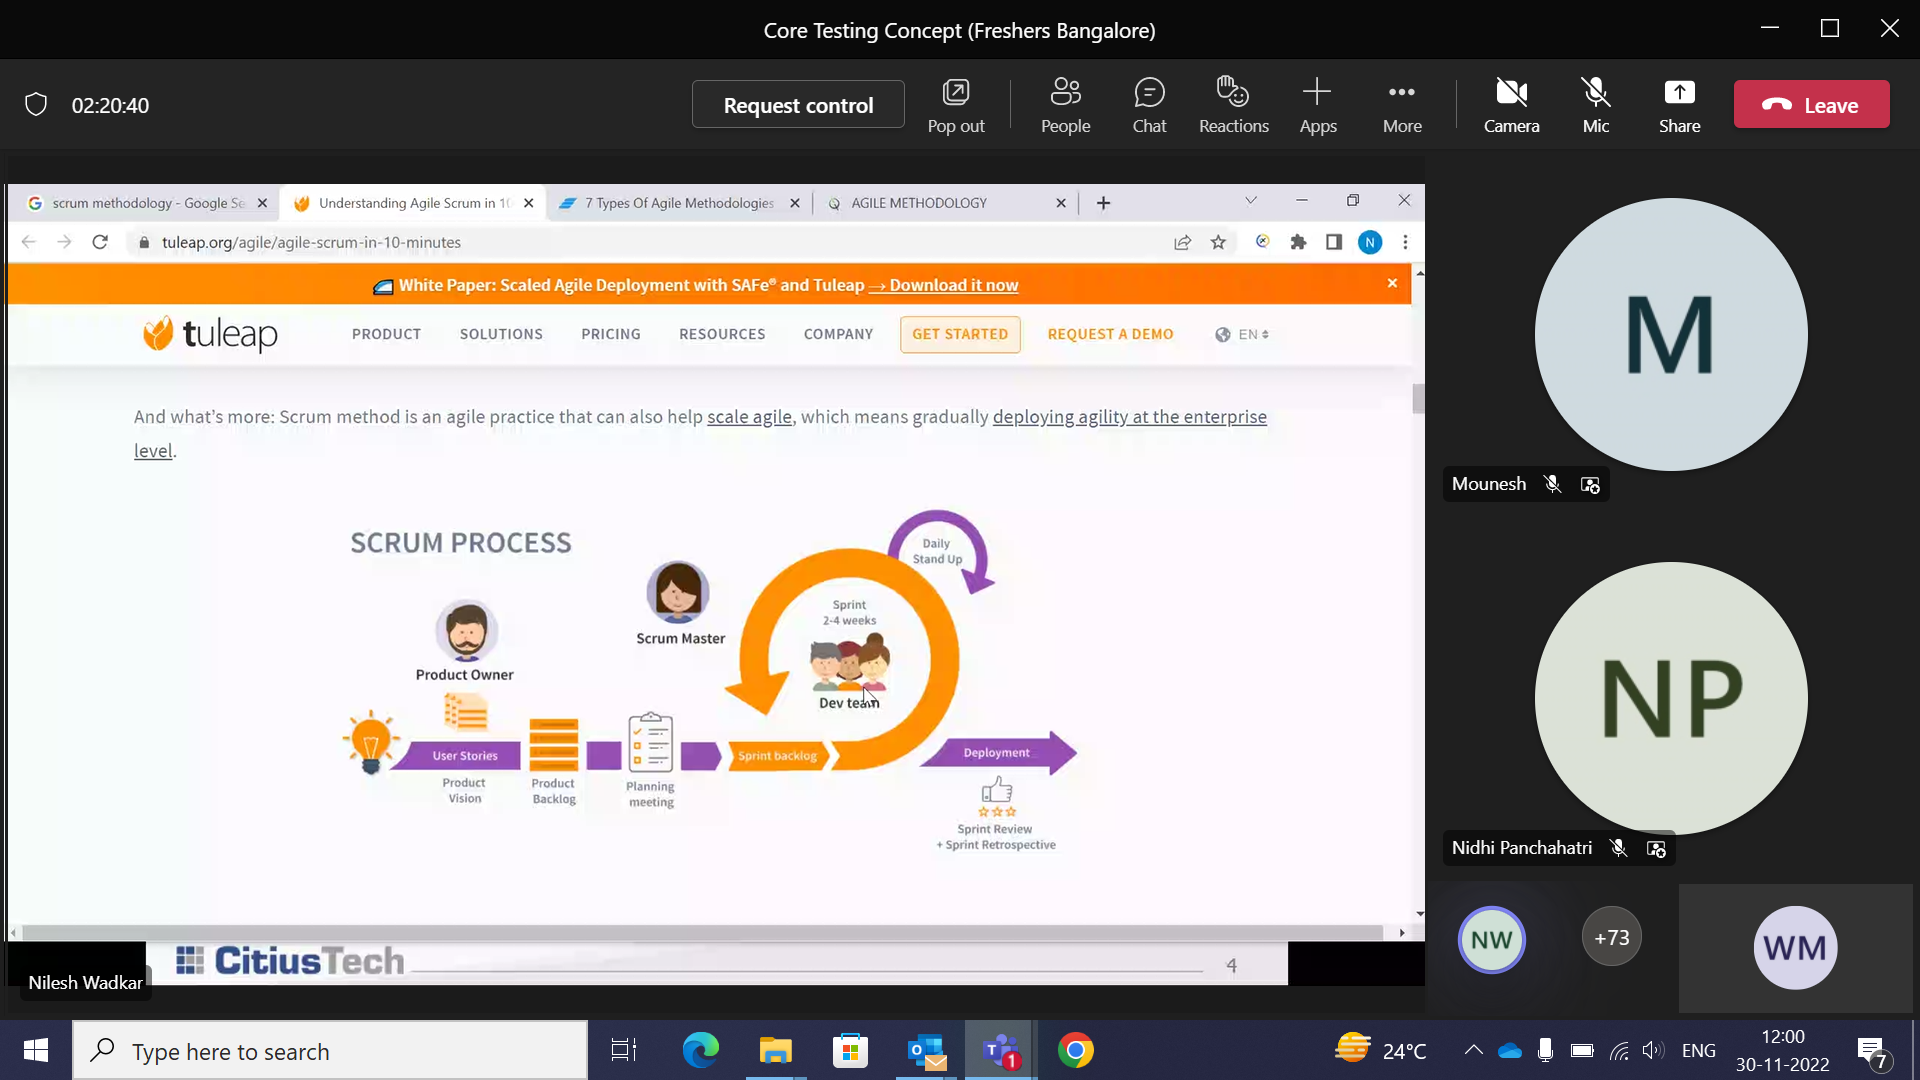 Core Testing Concept (Freshers Bangalore)
02:20:40
Request control
Pop out
People
Chat
Reactions
Apps
More
Camera
Mic
Share
Leave
scrum methodology - Google Se
Understanding Agile Scrum in 10
7 Types Of Agile Methodologies
AGILE METHODOLOGY
tuleap.org/agile/agile-scrum-in-10-minutes
N
White Paper: Scaled Agile Deployment with SAFe® and Tuleap → Download it now
tuleap
PRODUCT
SOLUTIONS
PRICING
RESOURCES
COMPANY
GET STARTED
REQUEST A DEMO
EN
And what's more: Scrum method is an agile practice that can also help scale agile, which means gradually deploying agility at the enterprise
level.
SCRUM PROCESS
Daily
Stand Up
Sprint
2-4 weeks
Scrum Master
Product Owner
Dev team
User Stories
Sprint backlog
Deployment
Product
Vision
Product
Backlog
Planning
meeting
Sprint Review
+ Sprint Retrospective
CitiusTech
4
Nilesh Wadkar
M
Mounesh
NP
Nidhi Panchahatri
NW
+73
WM
Type here to search
1
24°C
ENG
12:00
30-11-2022
7